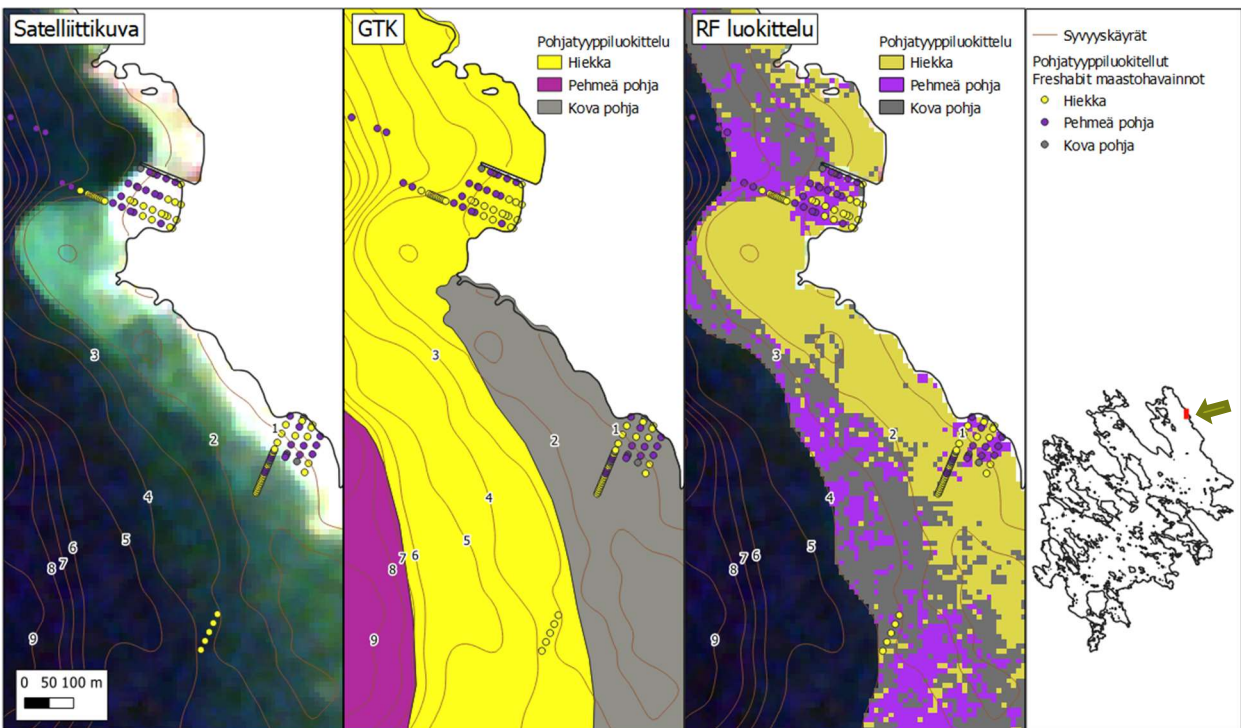 Satelliittikuva
3
1
2
4
5
6
7
8
9
0 50 100 m
GTK
Pohjatyyppiluokittelu
Hiekka
Pehmeä pohja
Kova pohja
3
1
2
4
5
6
7
8
9
RF luokittelu
Pohjatyyppiluokittelu
Hiekka
Pehmeä pohja
Kova pohja
3
1
2
4
5
6
7
8
9
Syvyyskäyrät
Pohjatyyppiluokitellut
Freshabit maastohavainnot
Hiekka
Pehmeä pohja
Kova pohja